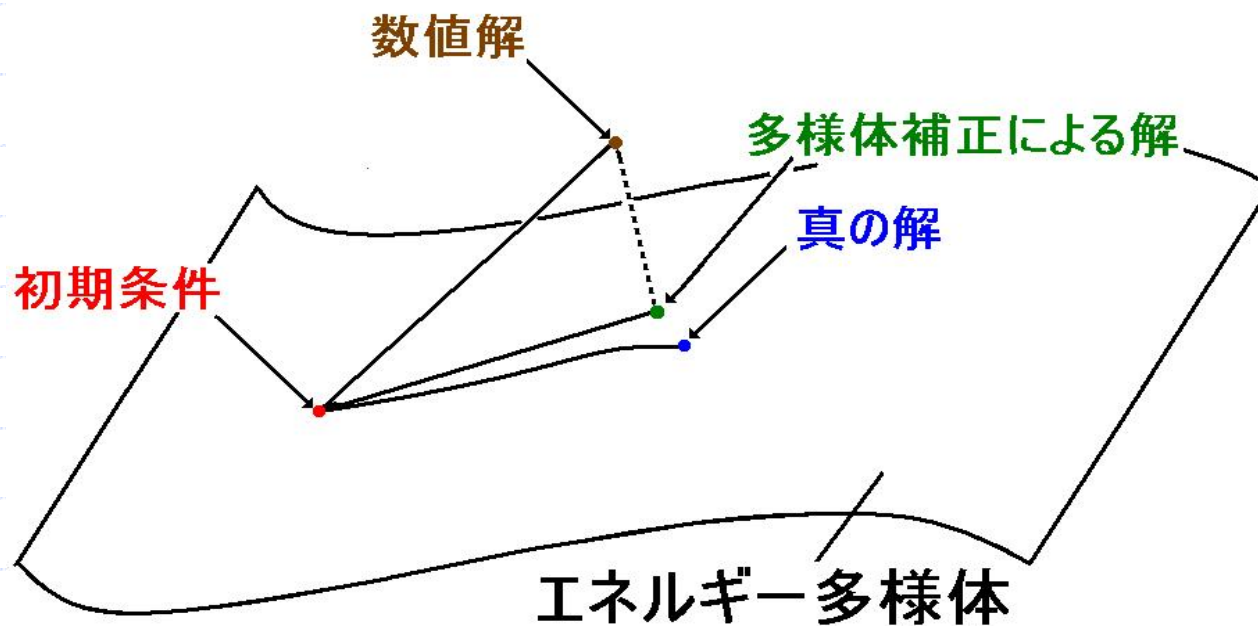 数値解
多様体補正による解
真の解
初期条件
エネルギー多様体